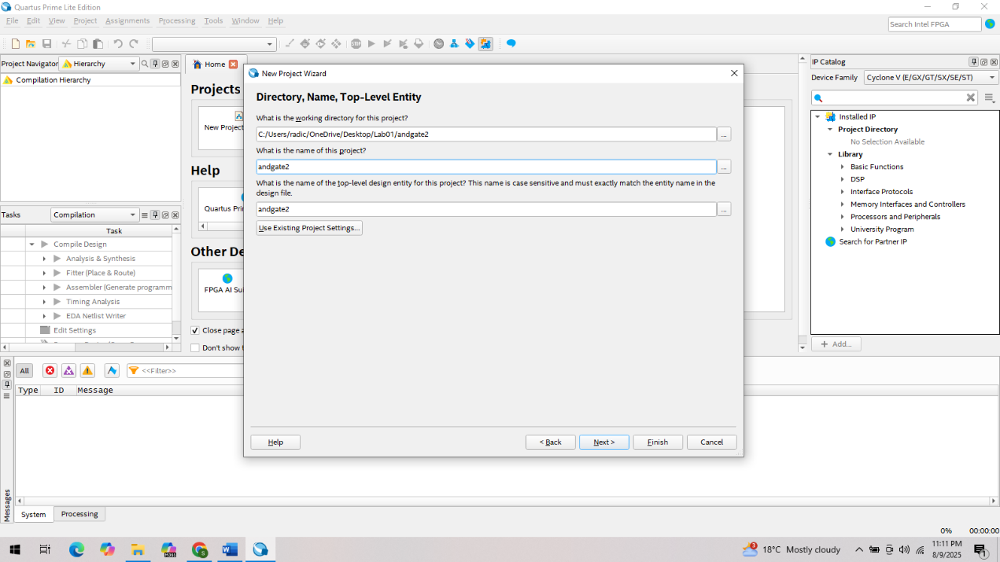 Quartus Prime Lite Edition
File Edit View Project Assignments Processing Tools Window Help
Search Intel FPGA
Project Navigator Hierarchy
Compilation Hierarchy
Tasks Compilation
Task
Compile Design
Analysis & Synthesis
Fitter (Place & Route)
Assembler (Generate programm
Timing Analysis
EDA Netlist Writer
Edit Settings
Home
Projects
New Project
Help
Quartus Pri
Other De
FPGA AI Su
Close page a
Don't show t
New Project Wizard
Directory, Name, Top-Level Entity
What is the working directory for this project?
C:/Users/radic/OneDrive/Desktop/Lab01/andgate2
...
What is the name of this project?
andgate2
...
What is the name of the top-level design entity for this project? This name is case sensitive and must exactly match the entity name in the
design file.
andgate2
...
Use Existing Project Settings...
Help < Back Next > Finish Cancel
IP Catalog
Device Family Cyclone V (E/GX/GT/SX/SE/ST)
Installed IP
Project Directory
No Selection Available
Library
Basic Functions
DSP
Interface Protocols
Memory Interfaces and Controllers
Processors and Peripherals
University Program
Search for Partner IP
+ Add...
All <<Filter>>
Type ID Message
Messages
System Processing
0% 00:00:00
3 18°C Mostly cloudy
11:11 PM
8/9/2025
1